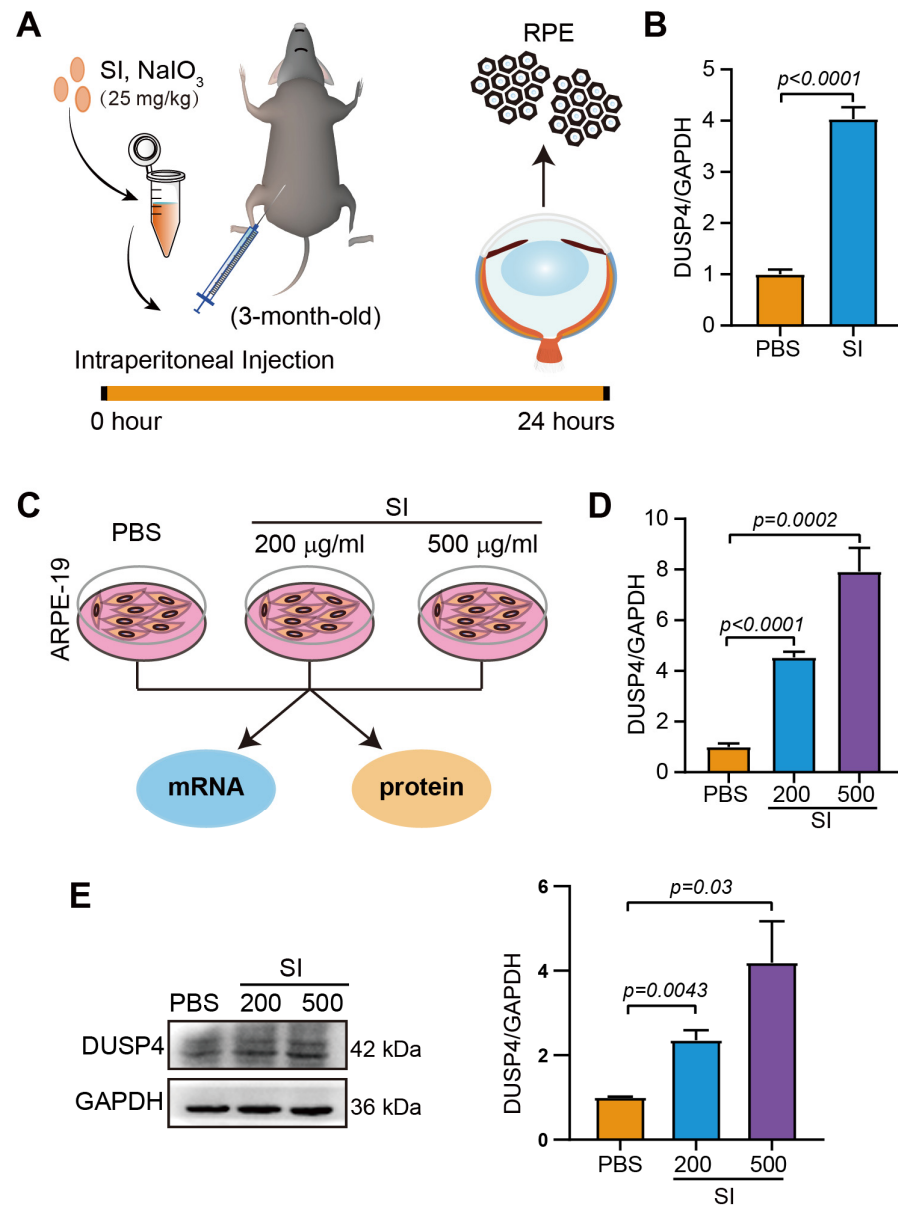 A
SI, NaIO3
(25 mg/kg)
(3-month-old)
Intraperitoneal Injection
0 hour
24 hours
RPE
B
DUSP4/GAPDH
5
4
3
2
1
0
p<0.0001
PBS SI
C
ARPE-19
PBS
SI
200 μg/ml 500 μg/ml
mRNA protein
D
DUSP4/GAPDH
10
8
6
4
2
0
p=0.0002
p<0.0001
PBS 200 500
SI
E
SI
PBS 200 500
DUSP4 42 kDa
GAPDH 36 kDa
DUSP4/GAPDH
6
4
2
0
p=0.03
p=0.0043
PBS 200 500
SI